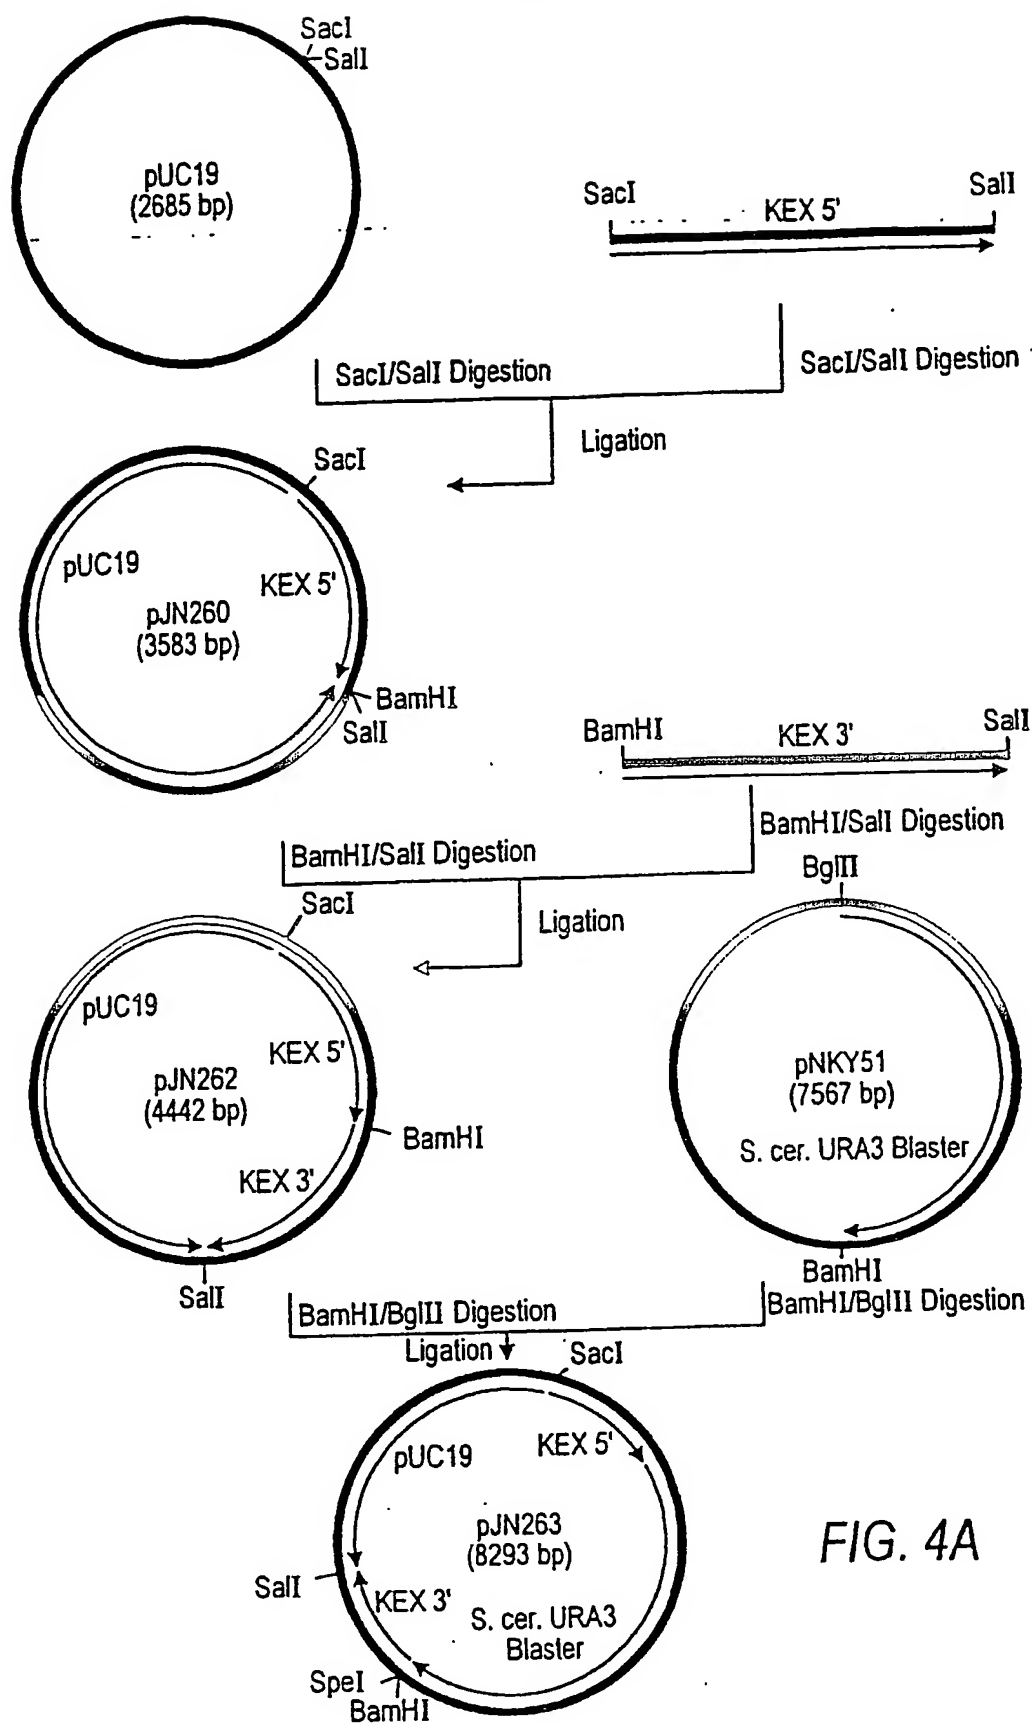 SacI
SalI
pUC19
(2685 bp)
SacI
KEX 5'
SalI
SacI/SalI Digestion
SacI/SalI Digestion
Ligation
SacI
pUC19
KEX 5'
pJN260
(3583 bp)
BamHI
SalI
BamHI
KEX 3'
SalI
BamHI/SalI Digestion
BamHI/SalI Digestion
Ligation
SacI
pUC19
KEX 5'
pJN262
(4442 bp)
BamHI
KEX 3'
SalI
BglII
pNKY51
(7567 bp)
S. cer. URA3 Blaster
BamHI
BamHI/BglII Digestion
BamHI/BglII Digestion
Ligation
SacI
KEX 5'
pUC19
pJN263
(8293 bp)
SalI
KEX 3'
S. cer. URA3
Blaster
SpeI
BamHI
FIG. 4A